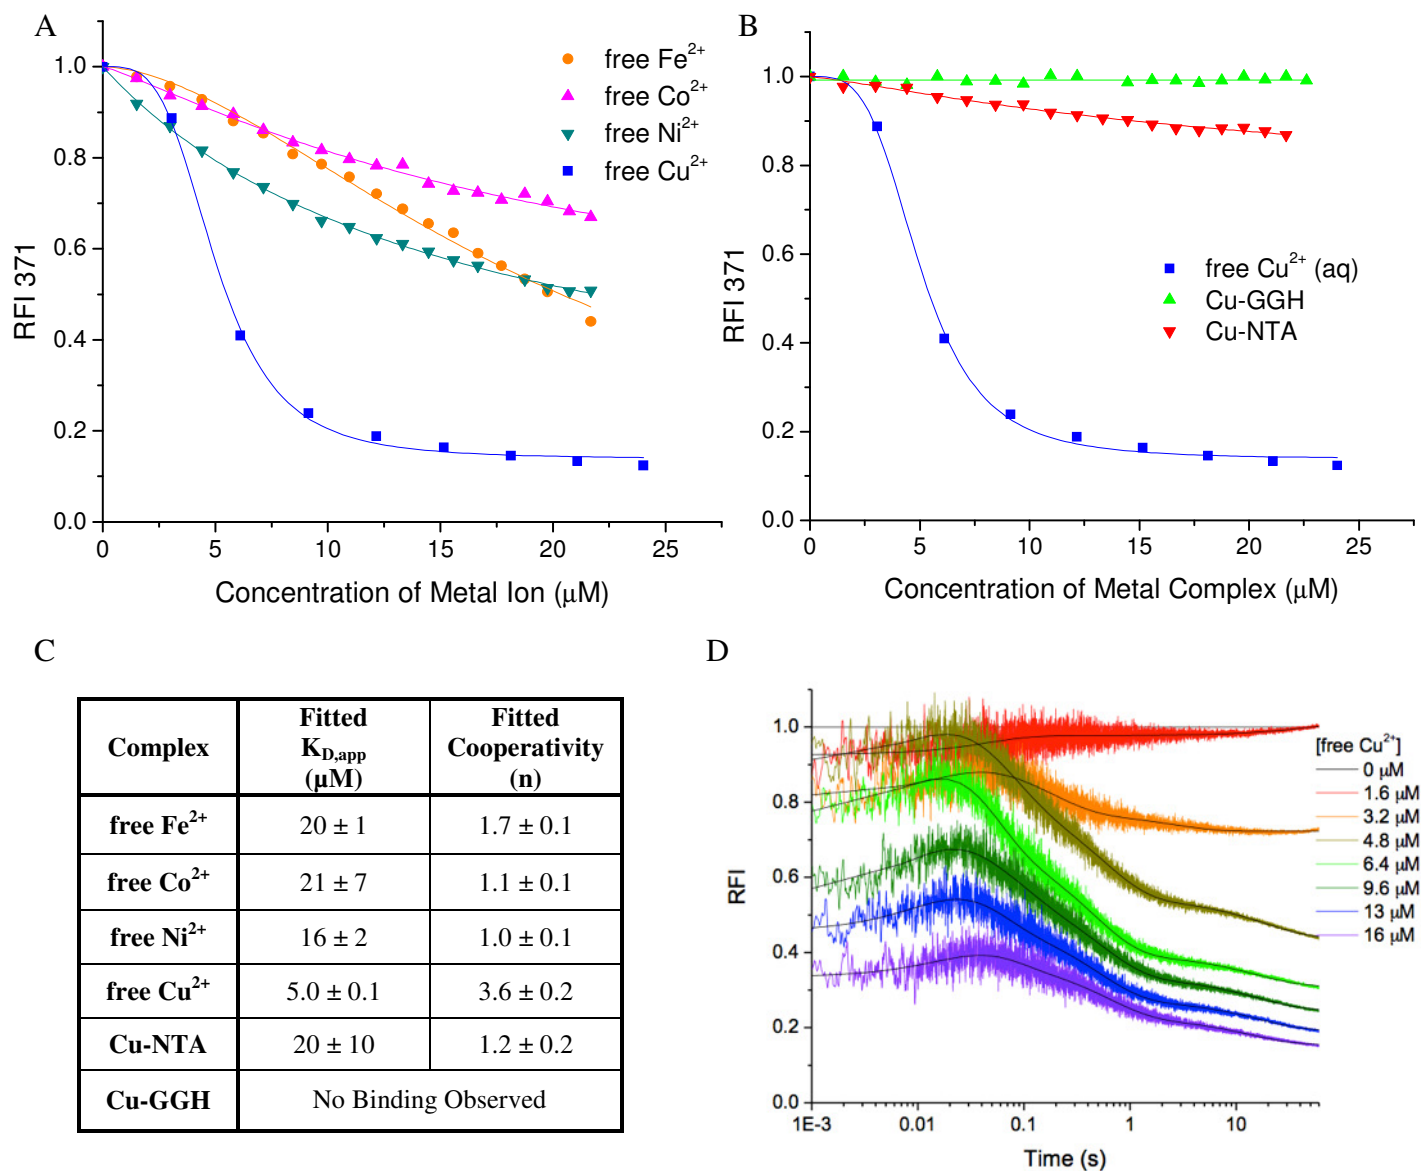 A
free Fe²⁺
free Co²⁺
free Ni²⁺
free Cu²⁺
1.0
0.8
0.6
0.4
0.2
0.0
RFI 371
0 5 10 15 20 25
Concentration of Metal Ion (μM)
B
1.0
0.8
0.6
0.4
0.2
0.0
RFI 371
free Cu²⁺ (aq)
Cu-GGH
Cu-NTA
0 5 10 15 20 25
Concentration of Metal Complex (μM)
C
Complex Fitted K_D,app (μM) Fitted Cooperativity (n)
free Fe²⁺ 20 ± 1 1.7 ± 0.1
free Co²⁺ 21 ± 7 1.1 ± 0.1
free Ni²⁺ 16 ± 2 1.0 ± 0.1
free Cu²⁺ 5.0 ± 0.1 3.6 ± 0.2
Cu-NTA 20 ± 10 1.2 ± 0.2
Cu-GGH No Binding Observed
D
1.0
0.8
0.6
0.4
0.2
0.0
RFI
[free Cu²⁺]
0 μM
1.6 μM
3.2 μM
4.8 μM
6.4 μM
9.6 μM
13 μM
16 μM
1E-3 0.01 0.1 1 10
Time (s)